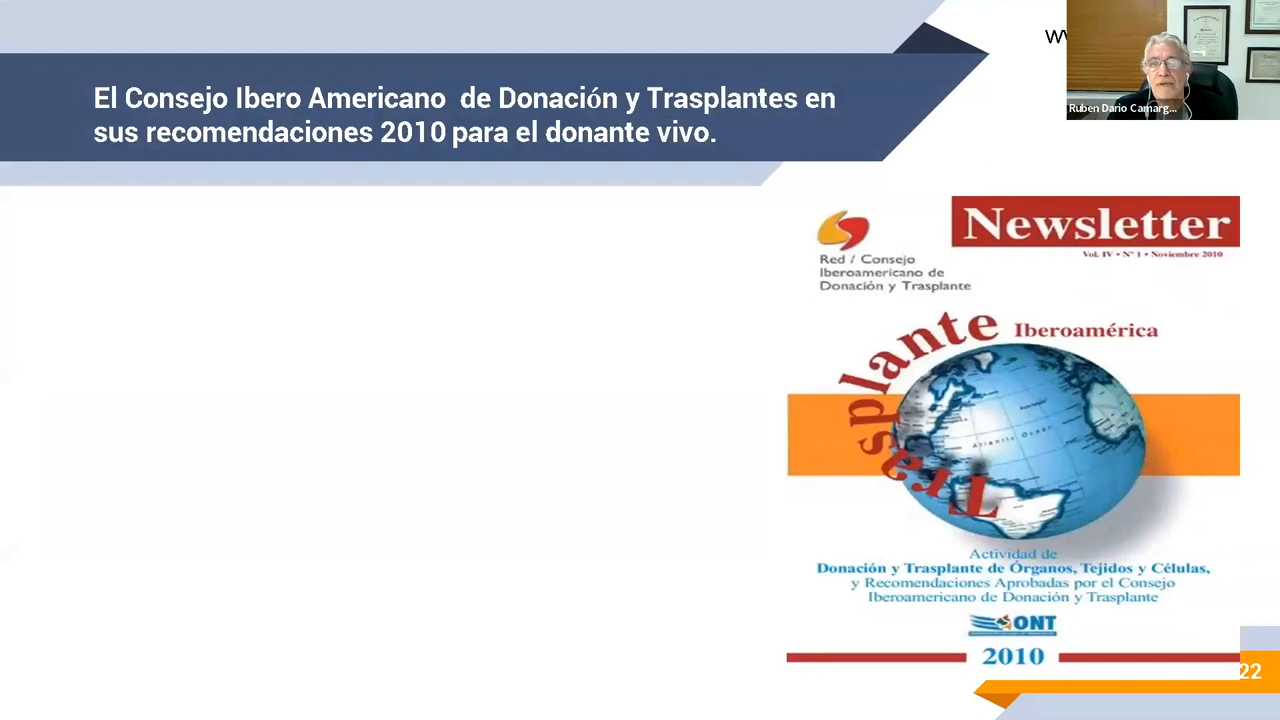 El Consejo Ibero Americano de Donación y Trasplantes en
sus recomendaciones 2010 para el donante vivo.
Ruben Dario Camarg...
Newsletter
Vol. IV • Nº 1 • Noviembre 2010
Red / Consejo
Iberoamericano de
Donación y Trasplante
Trasplante
Iberoamérica
Atlantic Ocean
Actividad de
Donación y Trasplante de Órganos, Tejidos y Células,
y Recomendaciones Aprobadas por el Consejo
Iberoamericano de Donación y Trasplante
ONT
2010
22